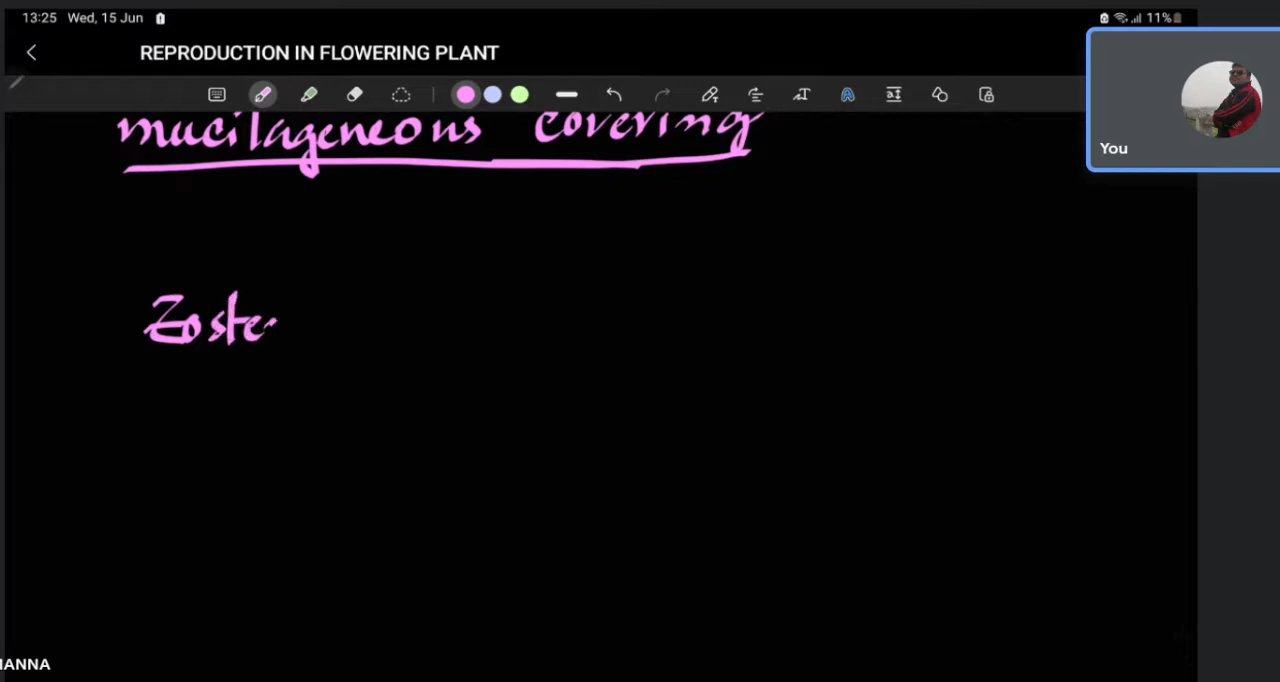 13:25 Wed, 15 Jun
11%
REPRODUCTION IN FLOWERING PLANT
mucilageneous covering
You
Zoste
IANNA